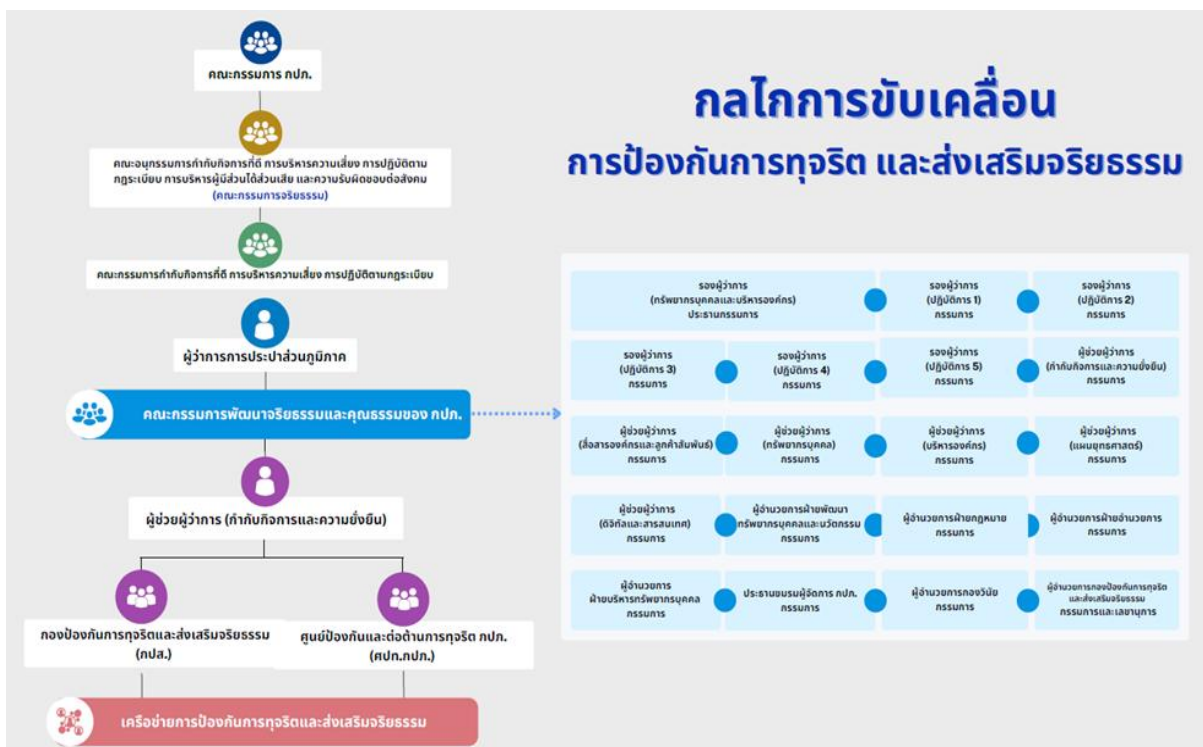 คณะกรรมการ กปภ.
คณะอนุกรรมการกำกับกิจการที่ดี การบริหารความเสี่ยง การปฏิบัติตาม
กฎระเบียบ การบริหารผู้มีส่วนได้ส่วนเสีย และความรับผิดชอบต่อสังคม
(คณะกรรมการจริยธรรม)
คณะกรรมการกำกับกิจการที่ดี การบริหารความเสี่ยง การปฏิบัติตามกฎระเบียบ
ผู้ว่าการการประปาส่วนภูมิภาค
คณะกรรมการพัฒนาจริยธรรมและคุณธรรมของ กปภ.
ผู้ช่วยผู้ว่าการ (กำกับกิจการและความยั่งยืน)
กองป้องกันการทุจริตและส่งเสริมจริยธรรม
(กปส.)
ศูนย์ป้องกันและต่อต้านการทุจริต กปภ.
(ศปท.กปภ.)
เครือข่ายการป้องกันการทุจริตและส่งเสริมจริยธรรม
กลไกการขับเคลื่อน
การป้องกันการทุจริต และส่งเสริมจริยธรรม
รองผู้ว่าการ
(ทรัพยากรบุคคลและบริหารองค์กร)
ประธานกรรมการ
รองผู้ว่าการ
(ปฏิบัติการ 1)
กรรมการ
รองผู้ว่าการ
(ปฏิบัติการ 2)
กรรมการ
รองผู้ว่าการ
(ปฏิบัติการ 3)
กรรมการ
รองผู้ว่าการ
(ปฏิบัติการ 4)
กรรมการ
รองผู้ว่าการ
(ปฏิบัติการ 5)
กรรมการ
ผู้ช่วยผู้ว่าการ
(กำกับกิจการและความยั่งยืน)
กรรมการ
ผู้ช่วยผู้ว่าการ
(สื่อสารองค์กรและลูกค้าสัมพันธ์)
กรรมการ
ผู้ช่วยผู้ว่าการ
(ทรัพยากรบุคคล)
กรรมการ
ผู้ช่วยผู้ว่าการ
(บริหารองค์กร)
กรรมการ
ผู้ช่วยผู้ว่าการ
(แผนยุทธศาสตร์)
กรรมการ
ผู้ช่วยผู้ว่าการ
(ดิจิทัลและสารสนเทศ)
กรรมการ
ผู้อำนวยการฝ่ายพัฒนา
ทรัพยากรบุคคลและนวัตกรรม
กรรมการ
ผู้อำนวยการฝ่ายกฎหมาย
กรรมการ
ผู้อำนวยการฝ่ายอำนวยการ
กรรมการ
ผู้อำนวยการ
ฝ่ายบริหารทรัพยากรบุคคล
กรรมการ
ประธานชมรมผู้จัดการ กปภ.
กรรมการ
ผู้อำนวยการกองวินัย
กรรมการ
ผู้อำนวยการกองป้องกันการทุจริต
และส่งเสริมจริยธรรม
กรรมการและเลขานุการ